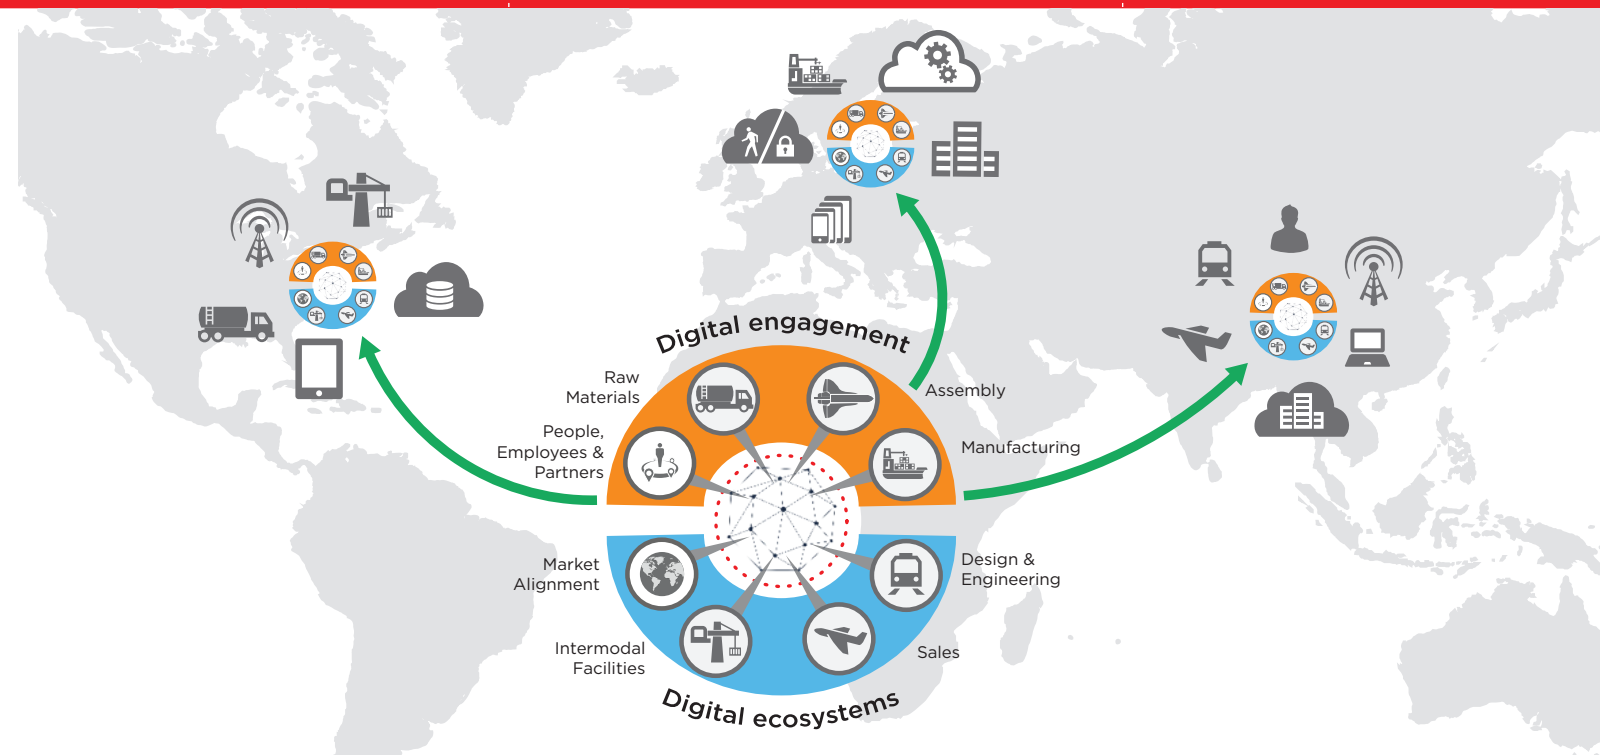 Digital engagement
Raw
Materials
People,
Employees &
Partners
Assembly
Manufacturing
Market
Alignment
Intermodal
Facilities
Design &
Engineering
Sales
Digital ecosystems